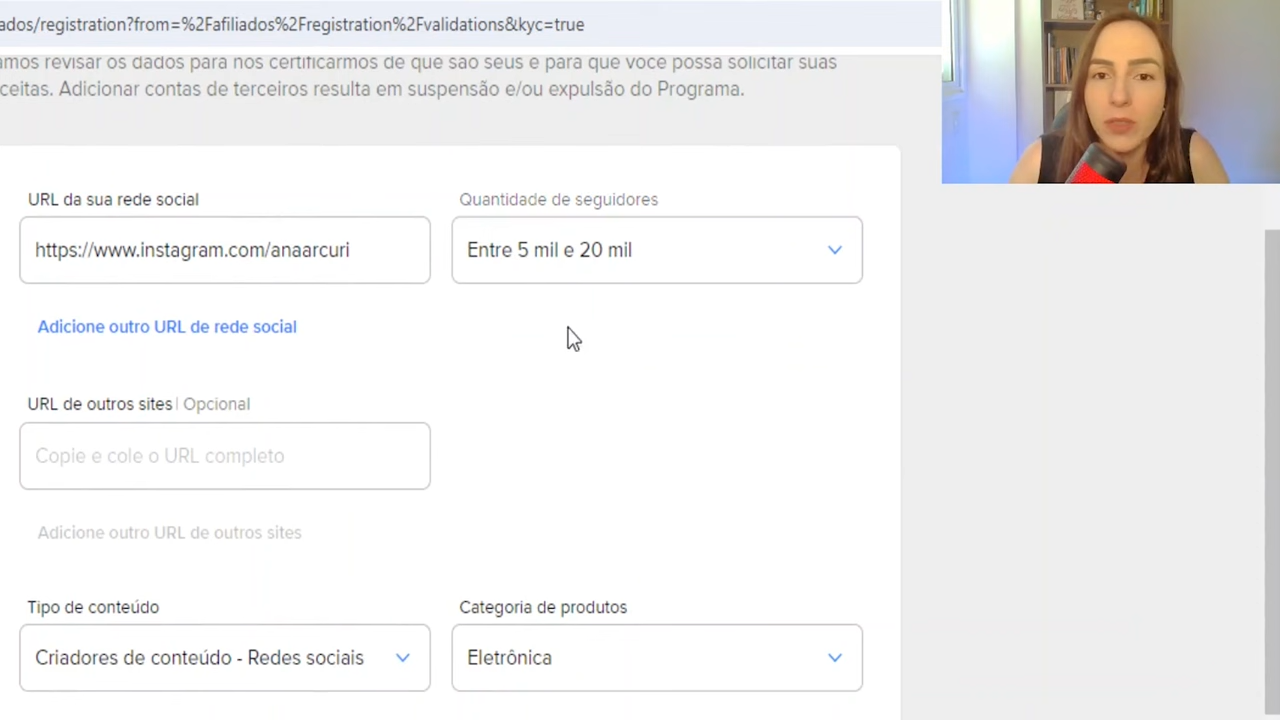 ados/registration?from=%2Fafiliados%2Fregistration%2Fvalidations&kyc=true
amos revisar os dados para nos certificarmos de que são seus e para que você possa solicitar suas
ceitas. Adicionar contas de terceiros resulta em suspensão e/ou expulsão do Programa.
URL da sua rede social
Quantidade de seguidores
https://www.instagram.com/anaarcuri
Entre 5 mil e 20 mil
Adicione outro URL de rede social
URL de outros sites | Opcional
Copie e cole o URL completo
Adicione outro URL de outros sites
Tipo de conteúdo
Categoria de produtos
Criadores de conteúdo - Redes sociais
Eletrônica